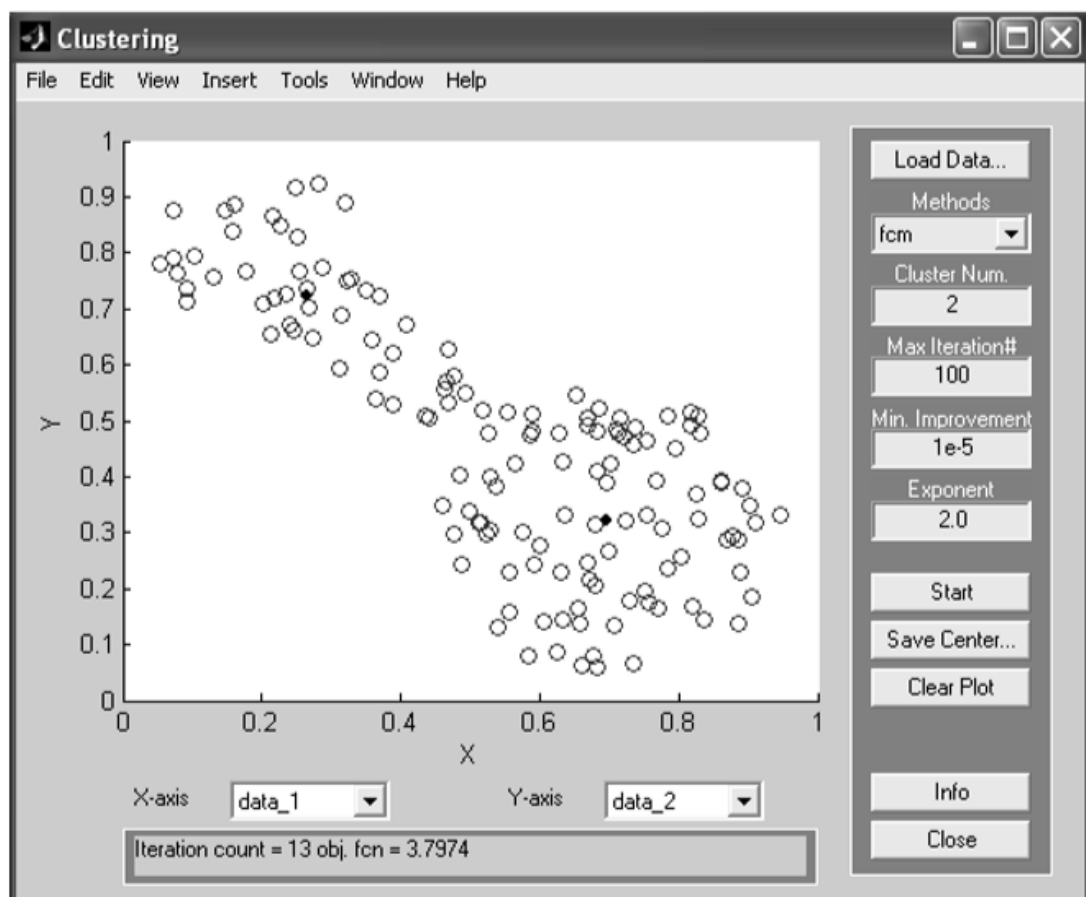 Clustering
File Edit View Insert Tools Window Help
1
0.9
0.8
0.7
0.6
0.5
0.4
0.3
0.2
0.1
0
Y
0 0.2 0.4 0.6 0.8 1
X
X-axis data_1 Y-axis data_2
Iteration count = 13 obj. fcn = 3.7974
Load Data...
Methods
fcm
Cluster Num.
2
Max Iteration#
100
Min. Improvement
1e-5
Exponent
2.0
Start
Save Center...
Clear Plot
Info
Close